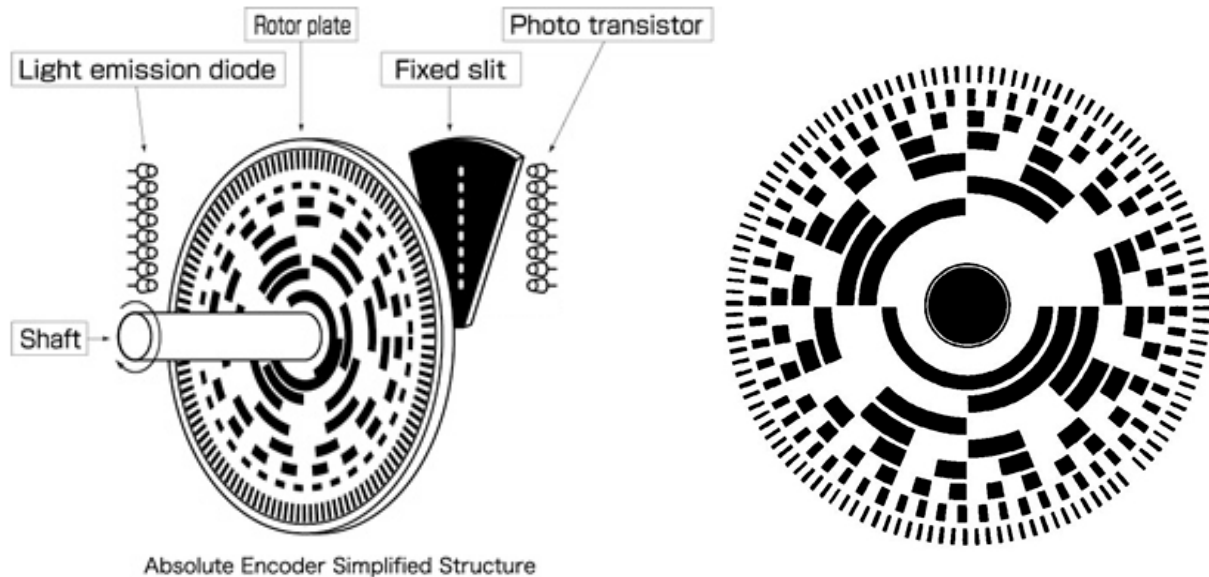 Rotor plate
Photo transistor
Light emission diode
Fixed slit
Shaft
Absolute Encoder Simplified Structure